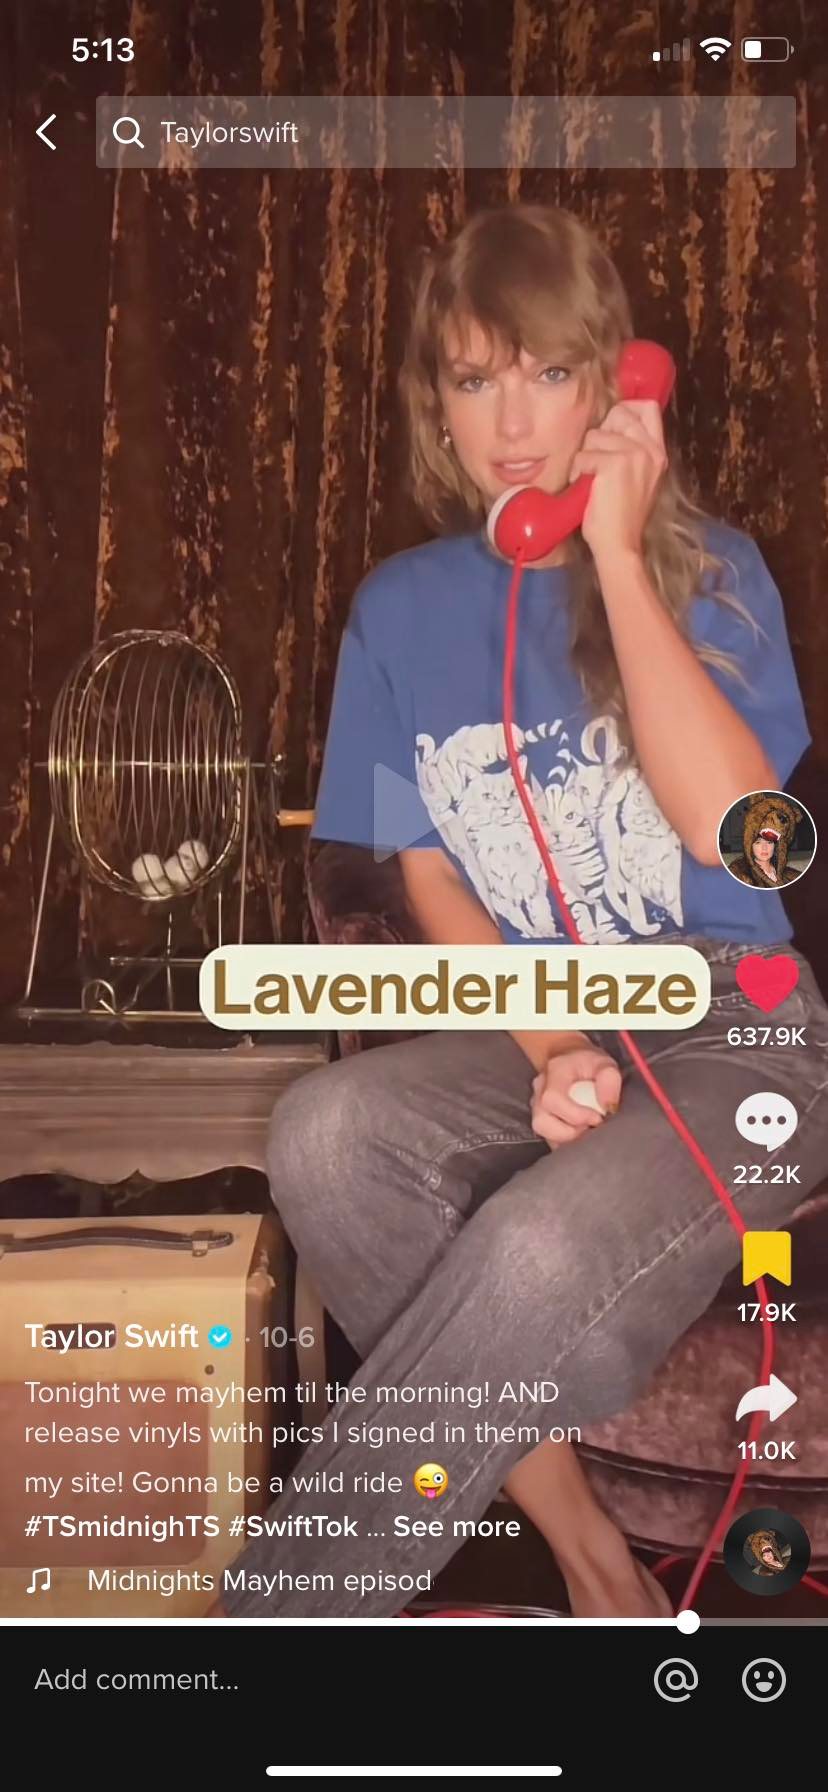 5:13
Taylorswift
Lavender Haze
637.9K
22.2K
17.9K
11.0K
Taylor Swift · 10-6
Tonight we mayhem til the morning! AND
release vinyls with pics I signed in them on
my site! Gonna be a wild ride 😜
#TSmidnighTS #SwiftTok ... See more
Midnights Mayhem episod
Add comment...